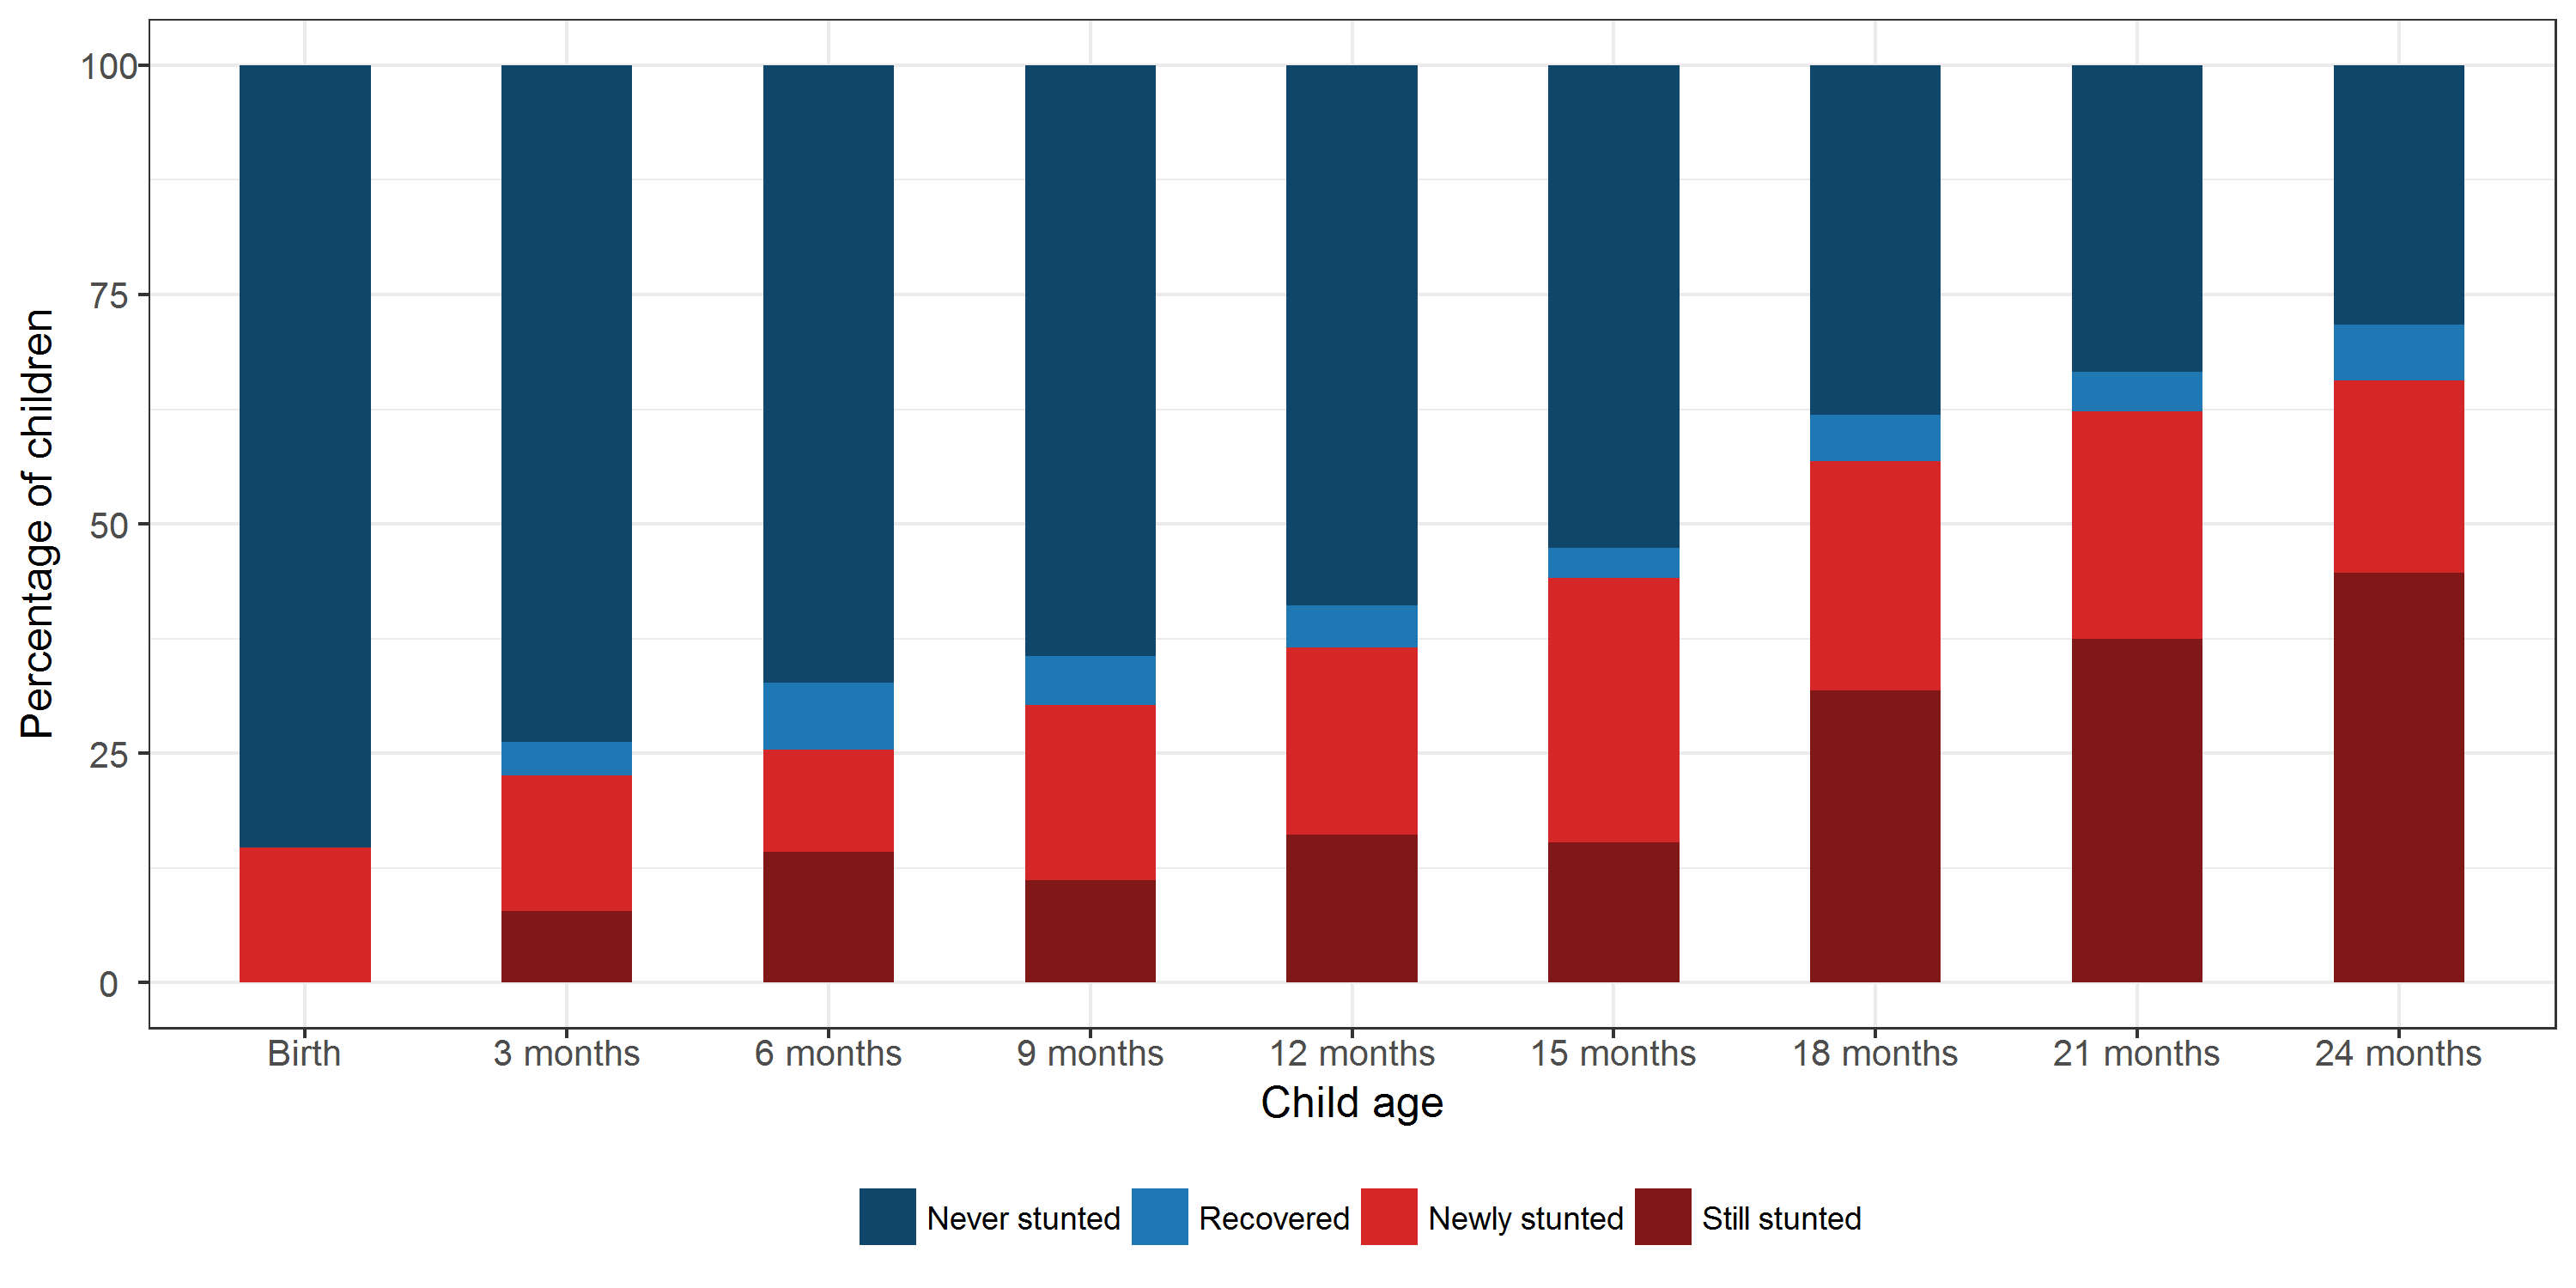 Percentage of children
100
75
50
25
0
Birth 3 months 6 months 9 months 12 months 15 months 18 months 21 months 24 months
Child age
Never stunted Recovered Newly stunted Still stunted